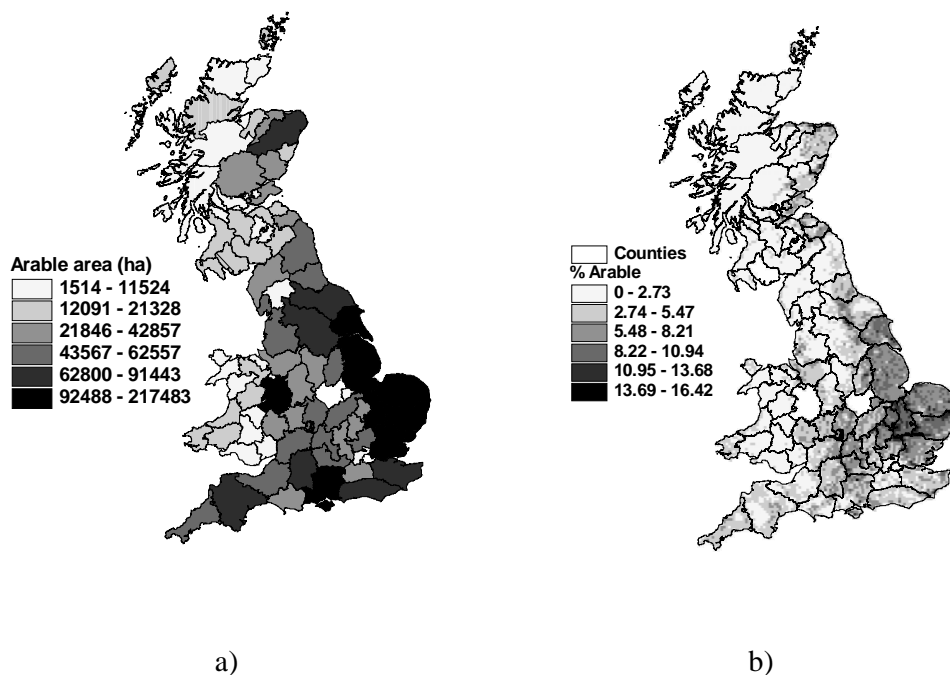 Arable area (ha)
1514 - 11524
12091 - 21328
21846 - 42857
43567 - 62557
62800 - 91443
92488 - 217483
Counties
% Arable
0 - 2.73
2.74 - 5.47
5.48 - 8.21
8.22 - 10.94
10.95 - 13.68
13.69 - 16.42
a)
b)